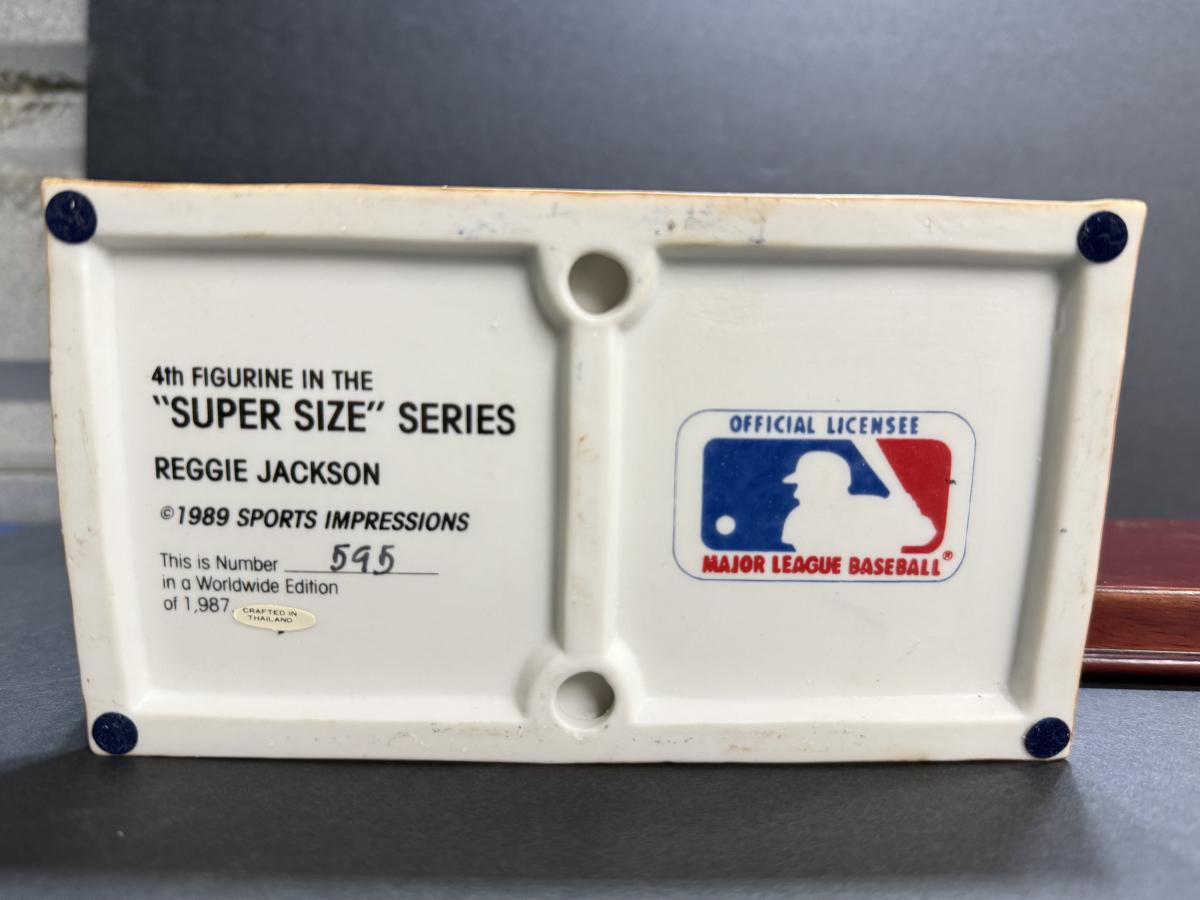 4th FIGURINE IN THE
"SUPER SIZE" SERIES
REGGIE JACKSON
©1989 SPORTS IMPRESSIONS
This is Number 595
in a Worldwide Edition
of 1,987.
CRAFTED IN
THAILAND
OFFICIAL LICENSEE
MAJOR LEAGUE BASEBALL®